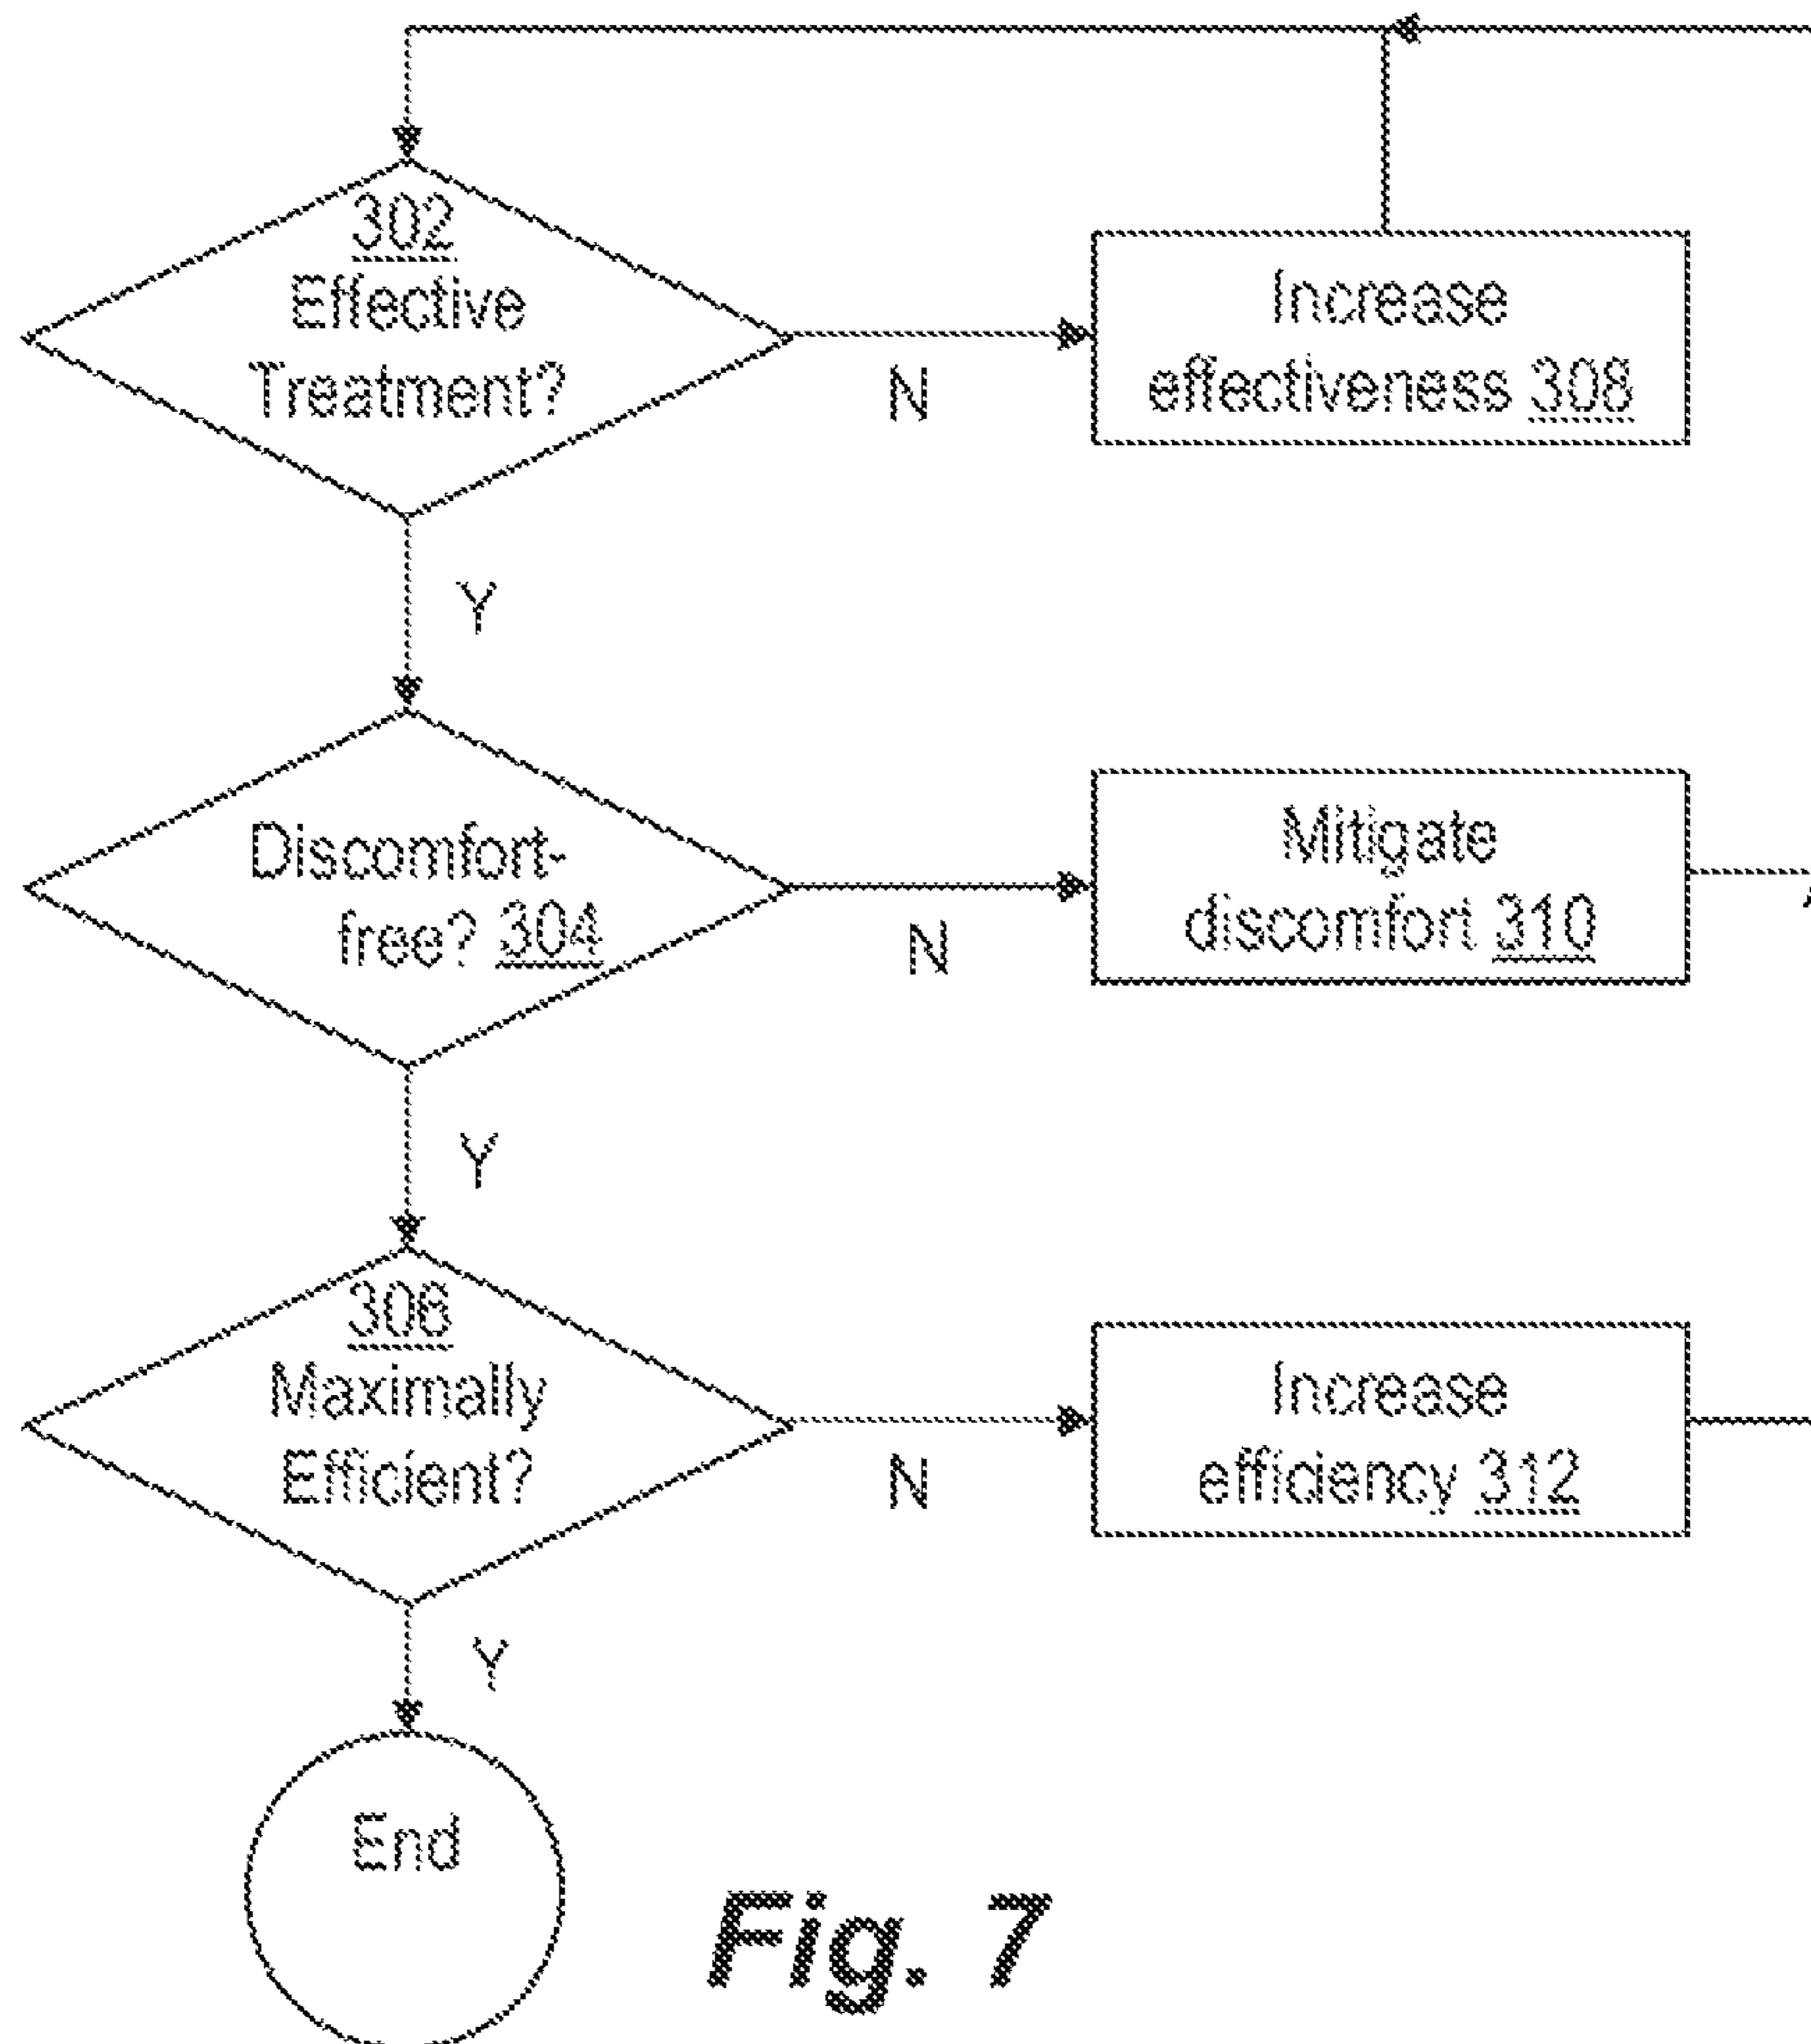 302
Effective
Treatment?
N
Increase
effectiveness 308
Y
Discomfort-
free? 304
N
Mitigate
discomfort 310
Y
306
Maximally
Efficient?
N
Increase
efficiency 312
Y
End
Fig. 7